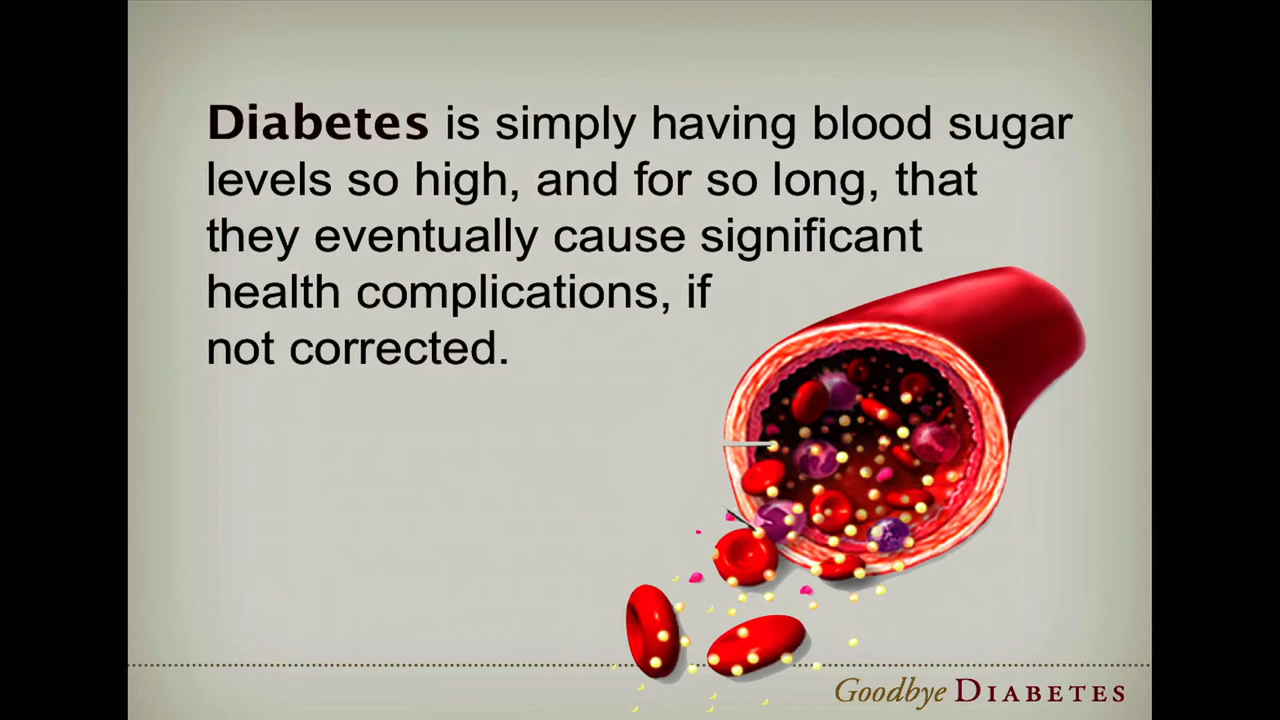 Diabetes is simply having blood sugar
levels so high, and for so long, that
they eventually cause significant
health complications, if
not corrected.
Goodbye DIABETES